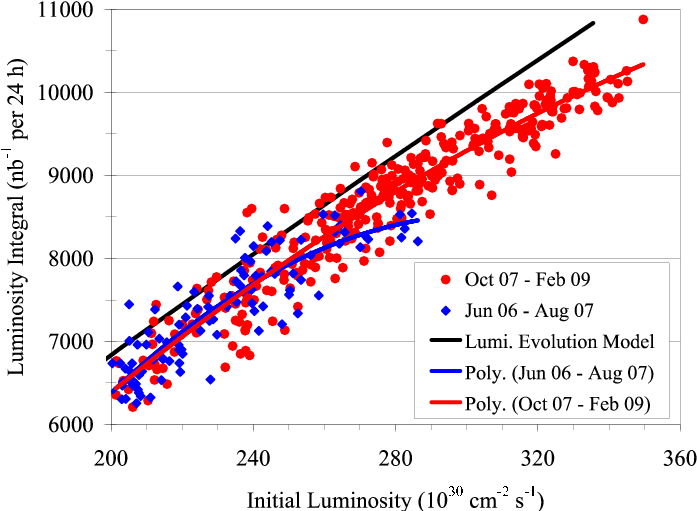 11000
10000
9000
8000
7000
6000
Luminosity Integral (nb⁻¹ per 24 h)
Oct 07 - Feb 09
Jun 06 - Aug 07
Lumi. Evolution Model
Poly. (Jun 06 - Aug 07)
Poly. (Oct 07 - Feb 09)
200 240 280 320 360
Initial Luminosity (10³⁰ cm⁻² s⁻¹)